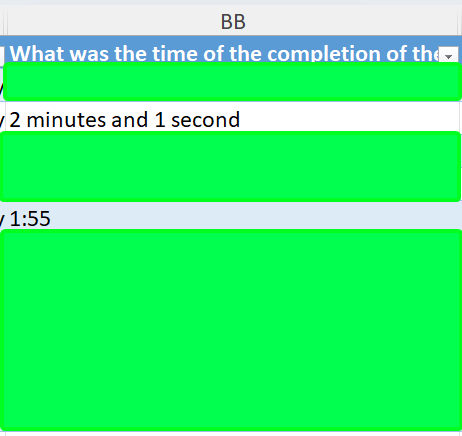 BB
What was the time of the completion of the
2 minutes and 1 second
1:55